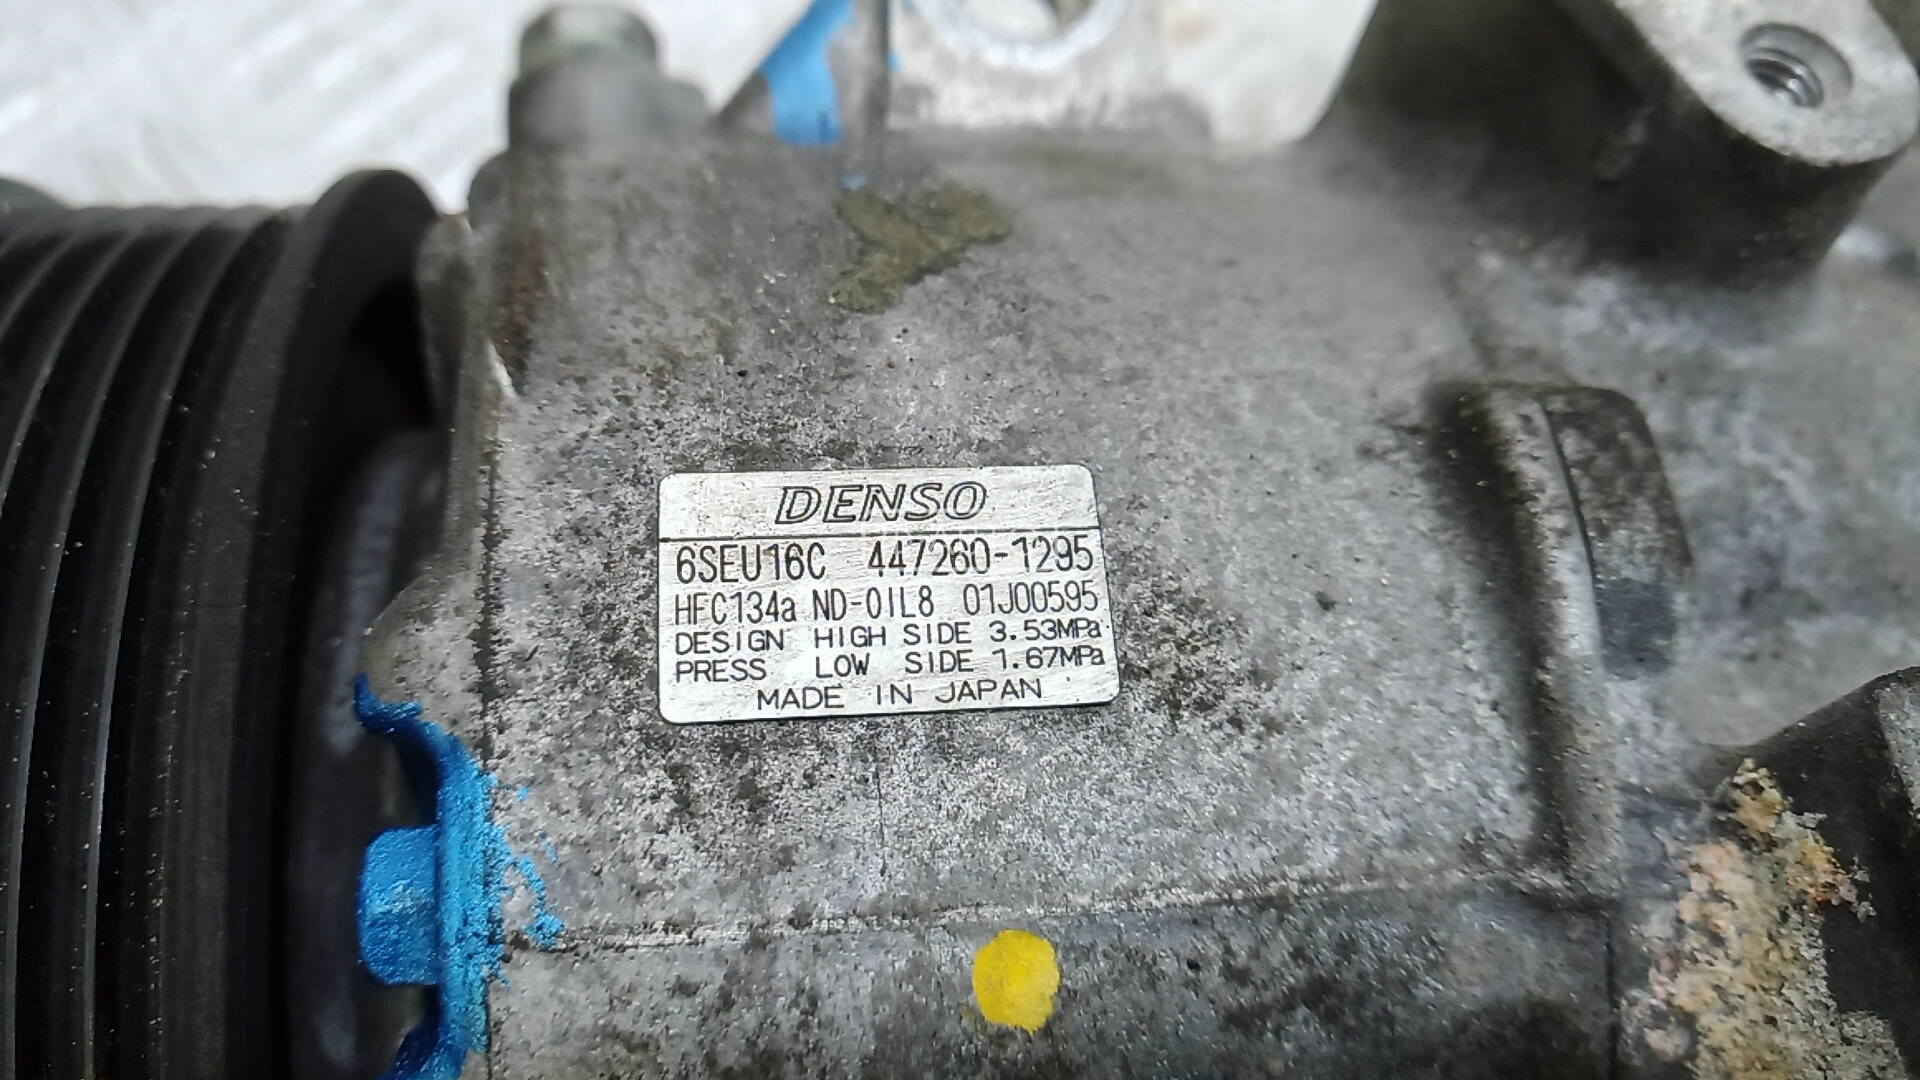 DENSO
6SEU16C 447260-1295
HFC134a ND-OIL8 01J00595
DESIGN HIGH SIDE 3.53MPa
PRESS LOW SIDE 1.67MPa
MADE IN JAPAN